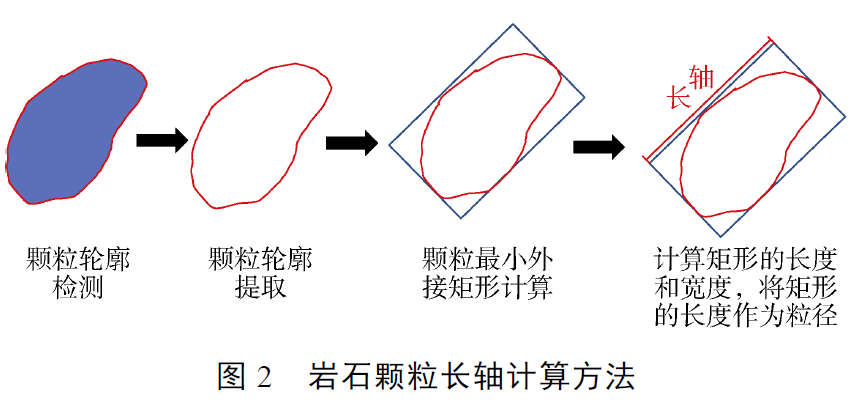 长轴
颗粒轮廓
检测
颗粒轮廓
提取
颗粒最小外
接矩形计算
计算矩形的长度
和宽度，将矩形
的长度作为粒径
图 2 岩石颗粒长轴计算方法